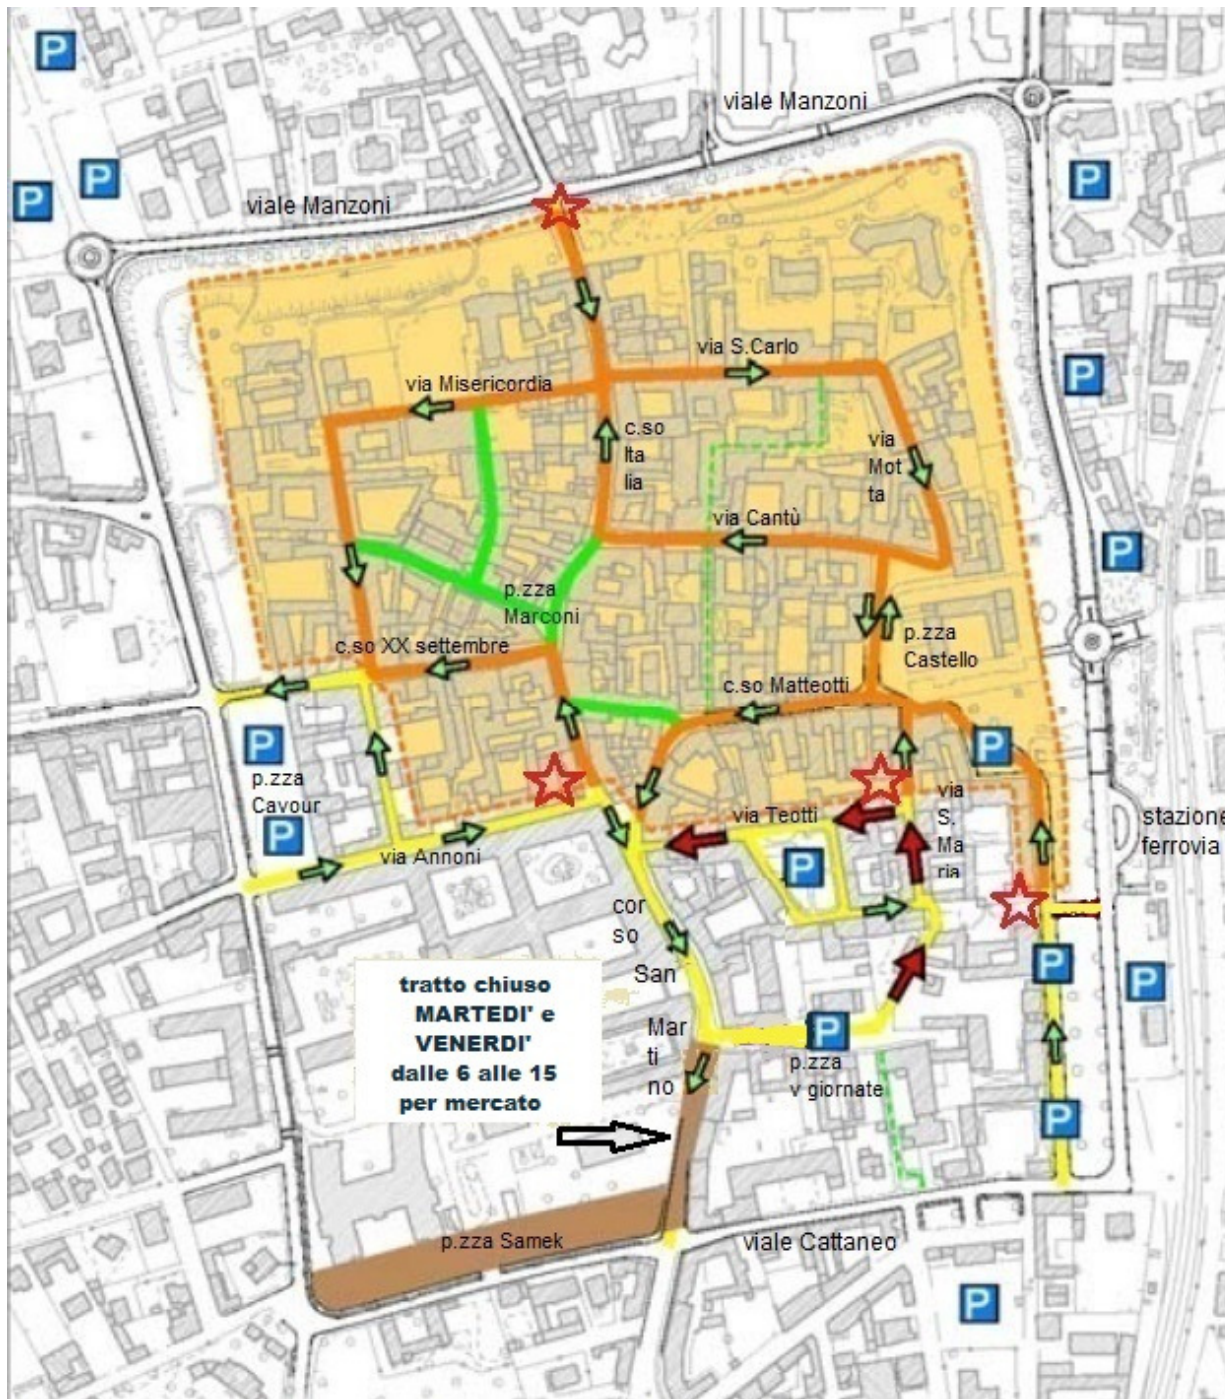 P
viale Manzoni
P
P
P
viale Manzoni
via S.Carlo
via Misericordia
P
c.so
Ita
lia
via
Mot
ta
via Cantù
P
p.zza
Marconi
p.zza
Castello
c.so XX settembre
c.so Matteotti
P
P
p.zza
Cavour
via
S.
Ma
ria
via Teotti
stazione
ferrovia
P
via Annoni
P
cor
so
San
Mar
ti
no
P
P
tratto chiuso
MARTEDI' e
VENERDI'
dalle 6 alle 15
per mercato
P
p.zza
v giornate
P
p.zza Samek
viale Cattaneo
P